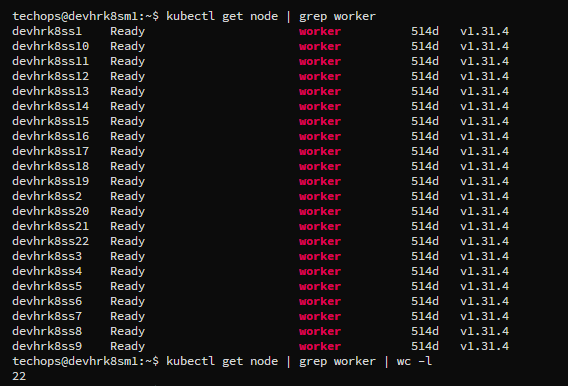 techops@devhrk8sm1:~$ kubectl get node | grep worker
devhrk8ss1 Ready worker 514d v1.31.4
devhrk8ss10 Ready worker 514d v1.31.4
devhrk8ss11 Ready worker 514d v1.31.4
devhrk8ss12 Ready worker 514d v1.31.4
devhrk8ss13 Ready worker 514d v1.31.4
devhrk8ss14 Ready worker 514d v1.31.4
devhrk8ss15 Ready worker 514d v1.31.4
devhrk8ss16 Ready worker 514d v1.31.4
devhrk8ss17 Ready worker 514d v1.31.4
devhrk8ss18 Ready worker 514d v1.31.4
devhrk8ss19 Ready worker 514d v1.31.4
devhrk8ss2 Ready worker 514d v1.31.4
devhrk8ss20 Ready worker 514d v1.31.4
devhrk8ss21 Ready worker 514d v1.31.4
devhrk8ss22 Ready worker 514d v1.31.4
devhrk8ss3 Ready worker 514d v1.31.4
devhrk8ss4 Ready worker 514d v1.31.4
devhrk8ss5 Ready worker 514d v1.31.4
devhrk8ss6 Ready worker 514d v1.31.4
devhrk8ss7 Ready worker 514d v1.31.4
devhrk8ss8 Ready worker 514d v1.31.4
devhrk8ss9 Ready worker 514d v1.31.4
techops@devhrk8sm1:~$ kubectl get node | grep worker | wc -l
22